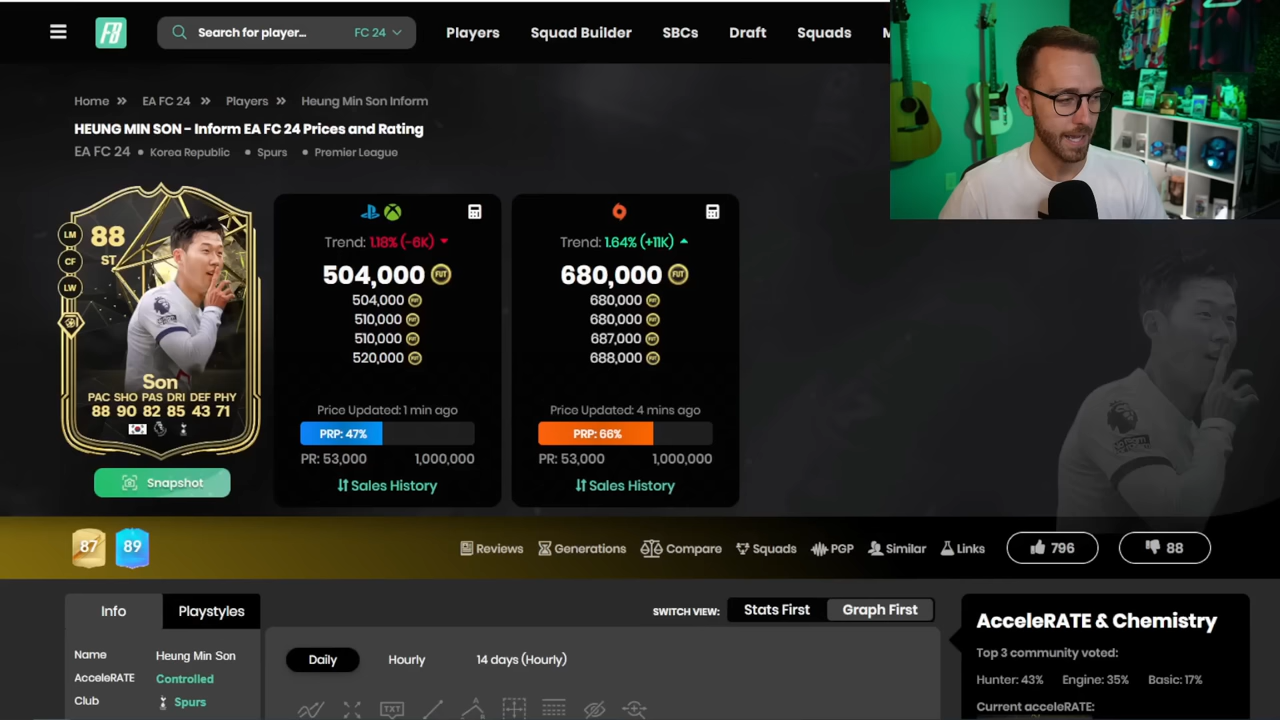 FB
Search for player...
FC 24
Players
Squad Builder
SBCs
Draft
Squads
M
Home » EA FC 24 » Players » Heung Min Son Inform
HEUNG MIN SON - Inform EA FC 24 Prices and Rating
EA FC 24 • Korea Republic • Spurs • Premier League
88
ST
LM
CF
LW
Son
PAC SHO PAS DRI DEF PHY
88 90 82 85 43 71
Snapshot
Trend: 1.18% (-6K)
504,000 FUT
504,000
510,000
510,000
520,000
Price Updated: 1 min ago
PRP: 47%
PR: 53,000 1,000,000
Sales History
Trend: 1.64% (+11K)
680,000 FUT
680,000
680,000
687,000
688,000
Price Updated: 4 mins ago
PRP: 66%
PR: 53,000 1,000,000
Sales History
87
89
Reviews
Generations
Compare
Squads
PGP
Similar
Links
796
88
Info
Playstyles
SWITCH VIEW:
Stats First
Graph First
Name Heung Min Son
AcceleRATE Controlled
Club Spurs
Daily
Hourly
14 days (Hourly)
TXT
AcceleRATE & Chemistry
Top 3 community voted:
Hunter: 43% Engine: 35% Basic: 17%
Current acceleRATE: